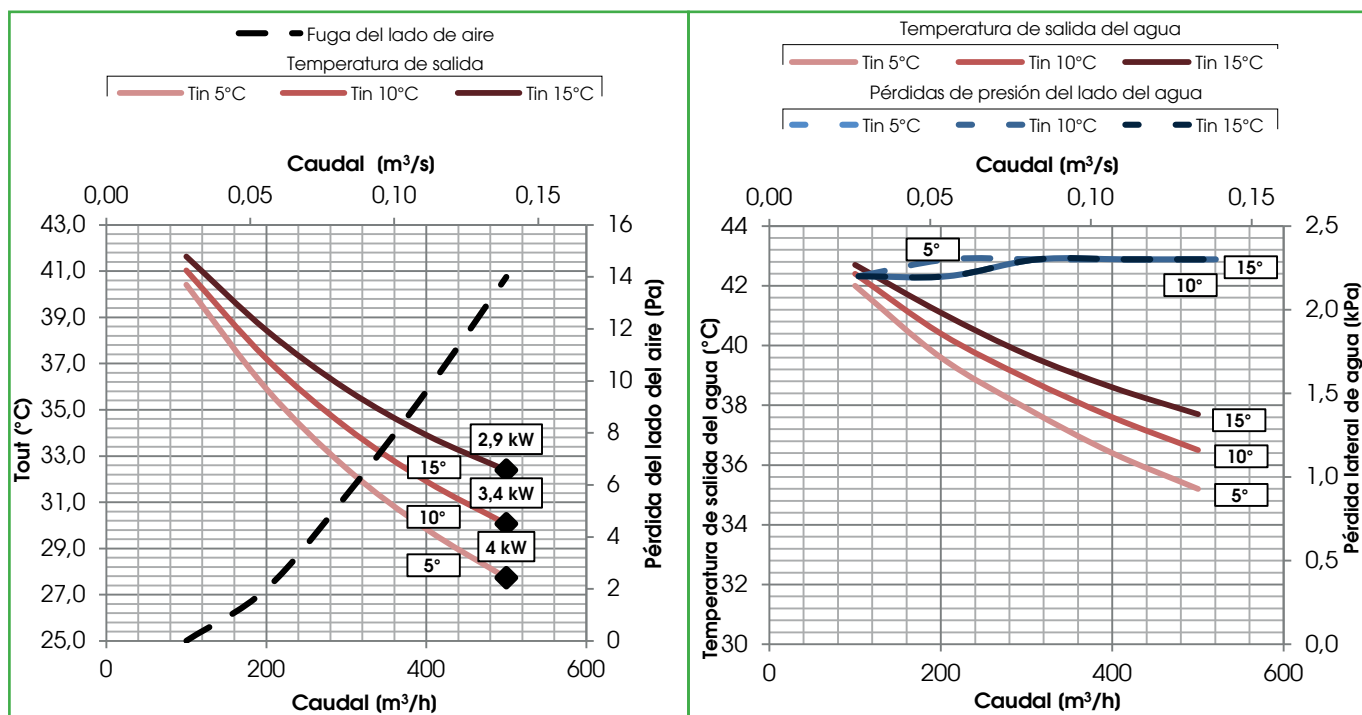 Fuga del lado de aire
Temperatura de salida
Tin 5°C Tin 10°C Tin 15°C
Caudal (m³/s)
0,00 0,05 0,10 0,15
43,0
41,0
39,0
37,0
35,0
33,0
31,0
29,0
27,0
25,0
Tout (°C)
16
14
12
10
8
6
4
2
0
Pérdida del lado del aire (Pa)
2,9 kW
15°
3,4 kW
10°
4 kW
5°
0 200 400 600
Caudal (m³/h)
Temperatura de salida del agua
Tin 5°C Tin 10°C Tin 15°C
Pérdidas de presión del lado del agua
Tin 5°C Tin 10°C Tin 15°C
Caudal (m³/s)
0,00 0,05 0,10 0,15
44
42
40
38
36
34
32
30
Temperatura de salida del agua (°C)
2,5
2,0
1,5
1,0
0,5
0,0
Pérdida lateral de agua (kPa)
5°
15°
10°
15°
10°
5°
0 200 400 600
Caudal (m³/h)